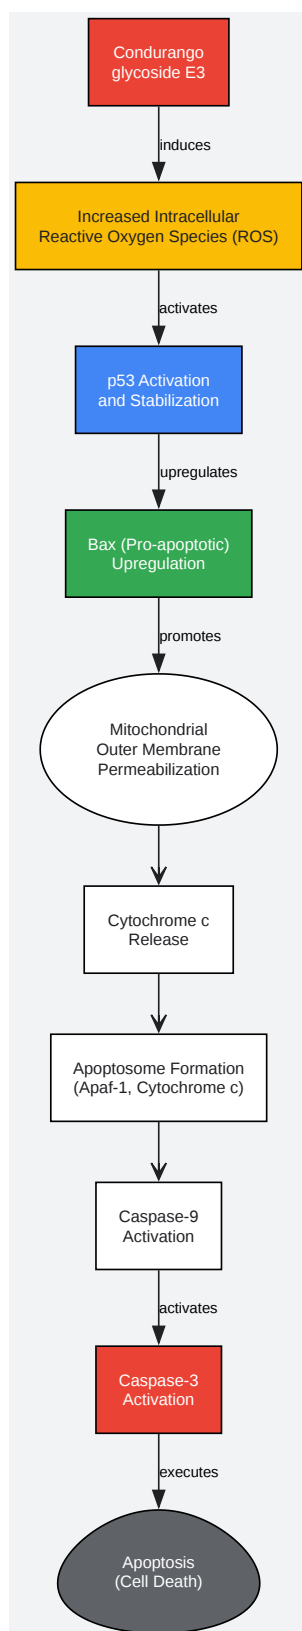 Condurango
glycoside E3
induces
Increased Intracellular
Reactive Oxygen Species (ROS)
activates
p53 Activation
and Stabilization
upregulates
Bax (Pro-apoptotic)
Upregulation
promotes
Mitochondrial
Outer Membrane
Permeabilization
Cytochrome c
Release
Apoptosome Formation
(Apaf-1, Cytochrome c)
Caspase-9
Activation
activates
Caspase-3
Activation
executes
Apoptosis
(Cell Death)